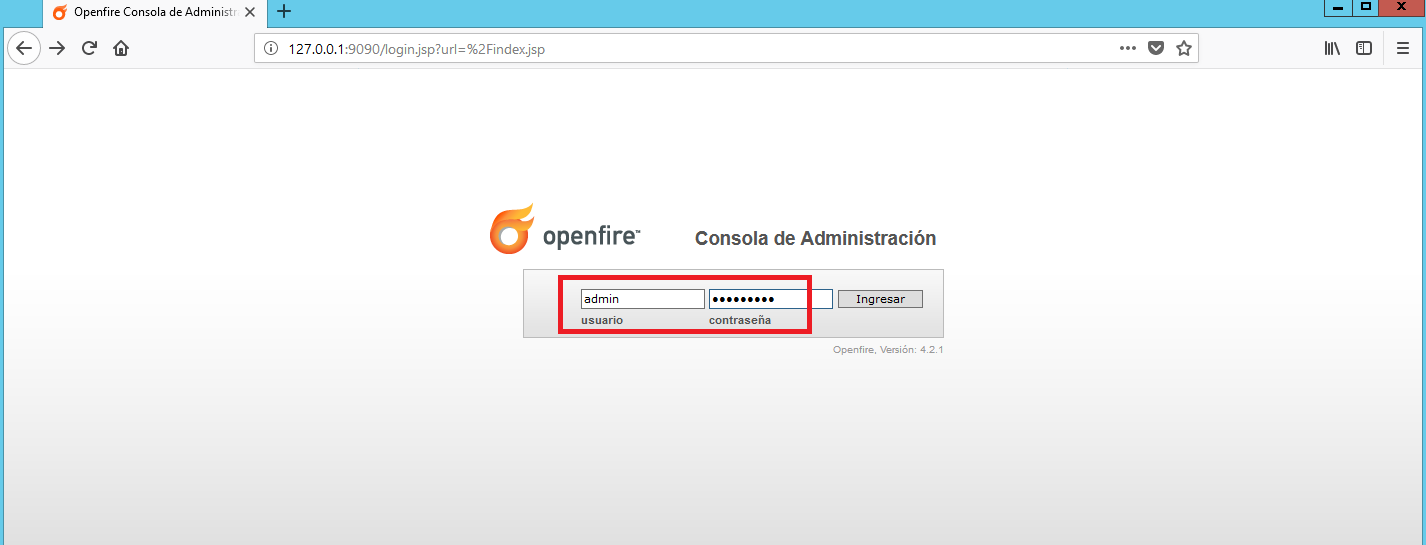 Openfire Consola de Administra
127.0.0.1:9090/login.jsp?url=%2Findex.jsp
openfire™ Consola de Administración
admin ••••••••• Ingresar
usuario contraseña
Openfire, Versión: 4.2.1